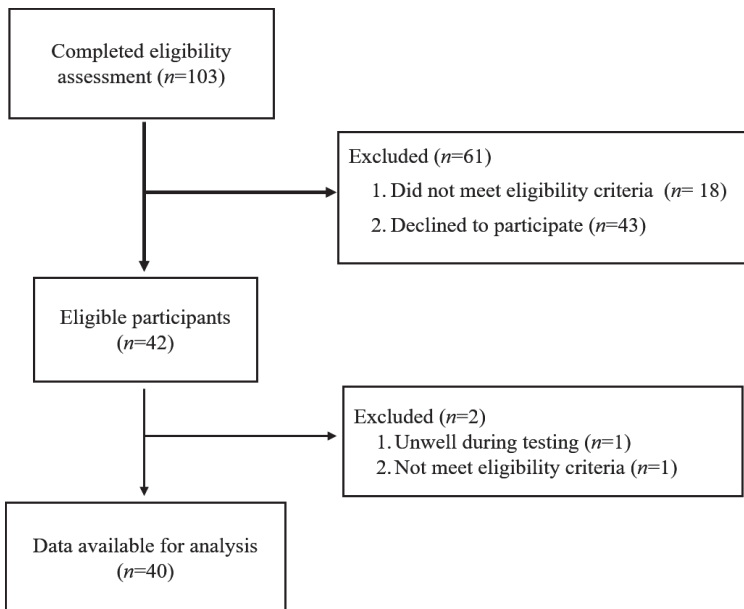 Completed eligibility
assessment (n=103)
Excluded (n=61)
1. Did not meet eligibility criteria (n= 18)
2. Declined to participate (n=43)
Eligible participants
(n=42)
Excluded (n=2)
1. Unwell during testing (n=1)
2. Not meet eligibility criteria (n=1)
Data available for analysis
(n=40)